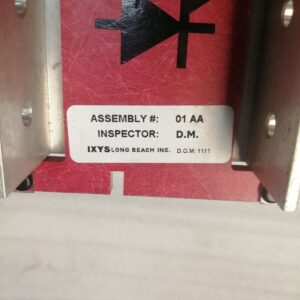 ASSEMBLY #: 01 AA
INSPECTOR: D.M.
IXYS LONG BEACH INC. D.O.M: 1111